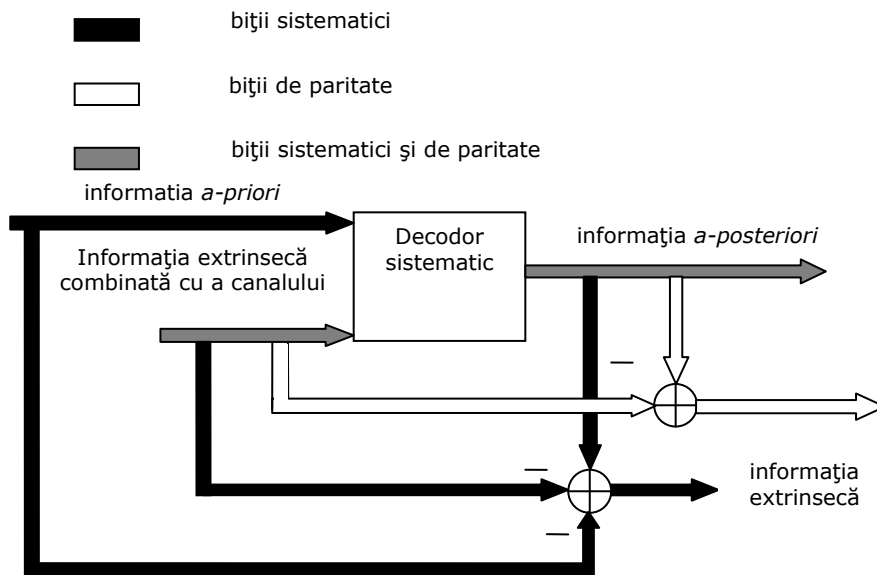 biţii sistematici
biţii de paritate
biţii sistematici şi de paritate
informatia a-priori
Informaţia extrinsecă
combinată cu a canalului
Decodor
sistematic
informaţia a-posteriori
informaţia
extrinsecă